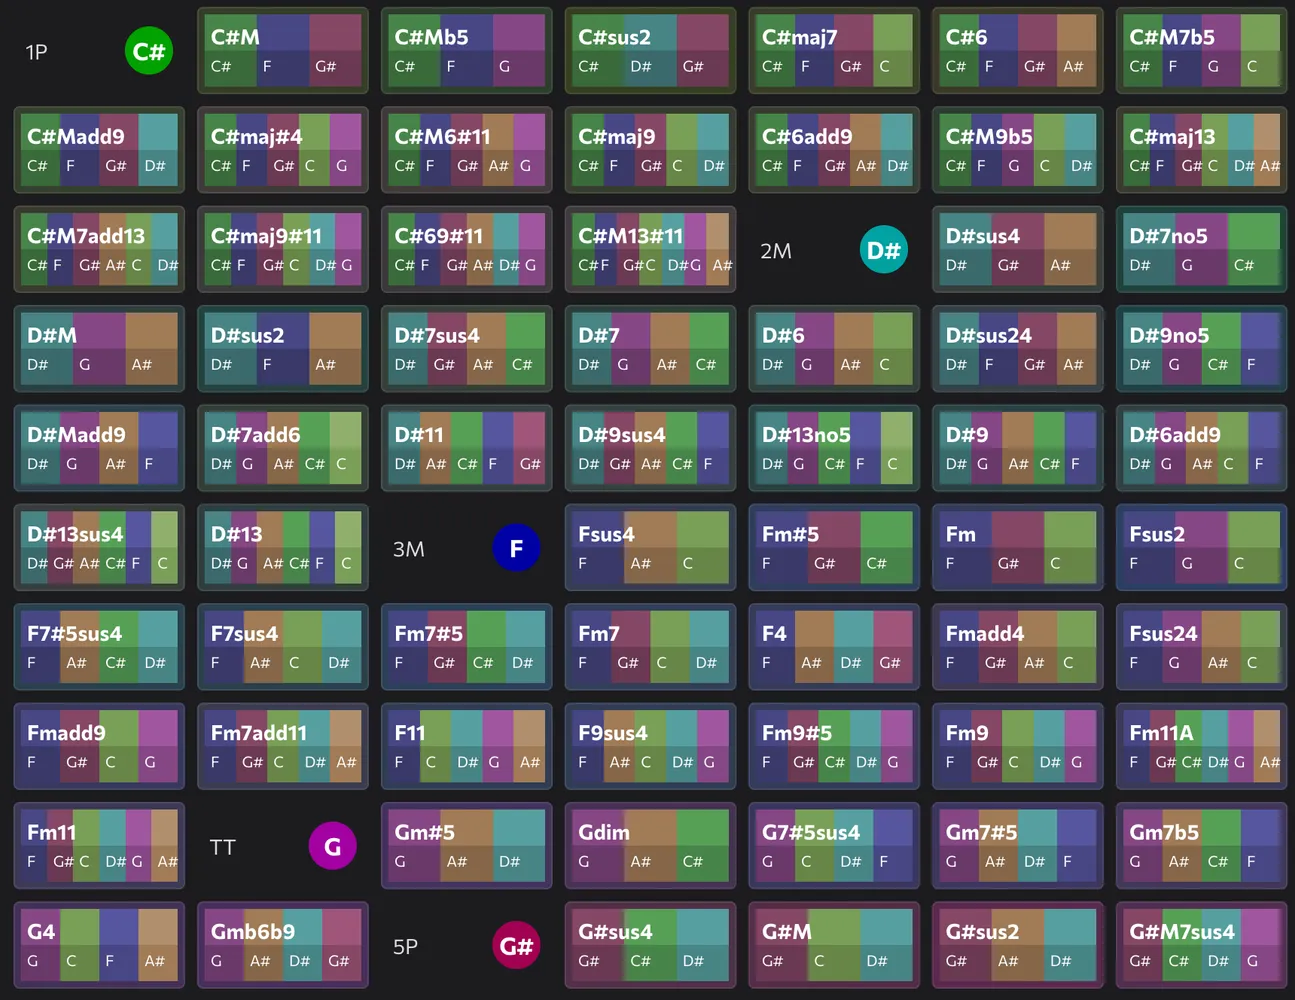 1P C#
C#M
C# F G#
C#Mb5
C# F G
C#sus2
C# D# G#
C#maj7
C# F G# C
C#6
C# F G# A#
C#M7b5
C# F G C
C#Madd9
C# F G# D#
C#maj#4
C# F G# C G
C#M6#11
C# F G# A# G
C#maj9
C# F G# C D#
C#6add9
C# F G# A# D#
C#M9b5
C# F G C D#
C#maj13
C# F G# C D# A#
C#M7add13
C# F G# A# C D#
C#maj9#11
C# F G# C D# G
C#69#11
C# F G# A# D# G
C#M13#11
C# F G# C D# G A#
2M D#
D#sus4
D# G# A#
D#7no5
D# G C#
D#M
D# G A#
D#sus2
D# F A#
D#7sus4
D# G# A# C#
D#7
D# G A# C#
D#6
D# G A# C
D#sus24
D# F G# A#
D#9no5
D# G C# F
D#Madd9
D# G A# F
D#7add6
D# G A# C# C
D#11
D# A# C# F G#
D#9sus4
D# G# A# C# F
D#13no5
D# G C# F C
D#9
D# G A# C# F
D#6add9
D# G A# C F
D#13sus4
D# G# A# C# F C
D#13
D# G A# C# F C
3M F
Fsus4
F A# C
Fm#5
F G# C#
Fm
F G# C
Fsus2
F G C
F7#5sus4
F A# C# D#
F7sus4
F A# C D#
Fm7#5
F G# C# D#
Fm7
F G# C D#
F4
F A# D# G#
Fmadd4
F G# A# C
Fsus24
F G A# C
Fmadd9
F G# C G
Fm7add11
F G# C D# A#
F11
F C D# G A#
F9sus4
F A# C D# G
Fm9#5
F G# C# D# G
Fm9
F G# C D# G
Fm11A
F G# C# D# G A#
Fm11
F G# C D# G A#
TT G
Gm#5
G A# D#
Gdim
G A# C#
G7#5sus4
G C D# F
Gm7#5
G A# D# F
Gm7b5
G A# C# F
G4
G C F A#
Gmb6b9
G A# D# G#
5P G#
G#sus4
G# C# D#
G#M
G# C D#
G#sus2
G# A# D#
G#M7sus4
G# C# D# G